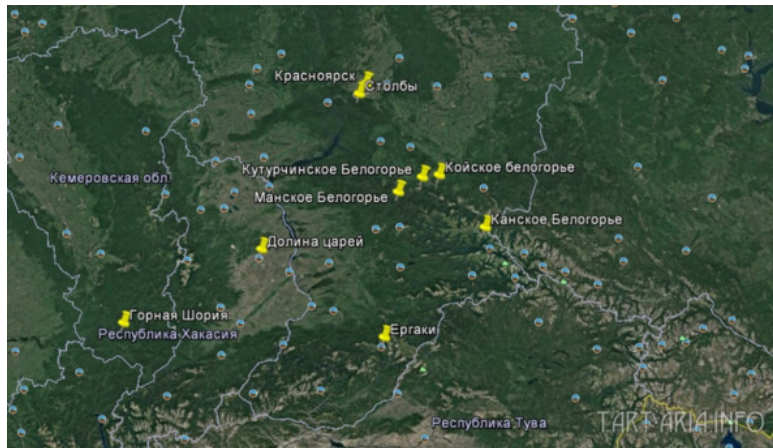 Красноярск
Столбы
Кутурчинское Белогорье
Койское белогорье
Кемеровская обл.
Манское Белогорье
Канское Белогорье
Долина царей
Горная Шория
Республика Хакасия
Ергаки
Республика Тува
TART-ARIA.INFO